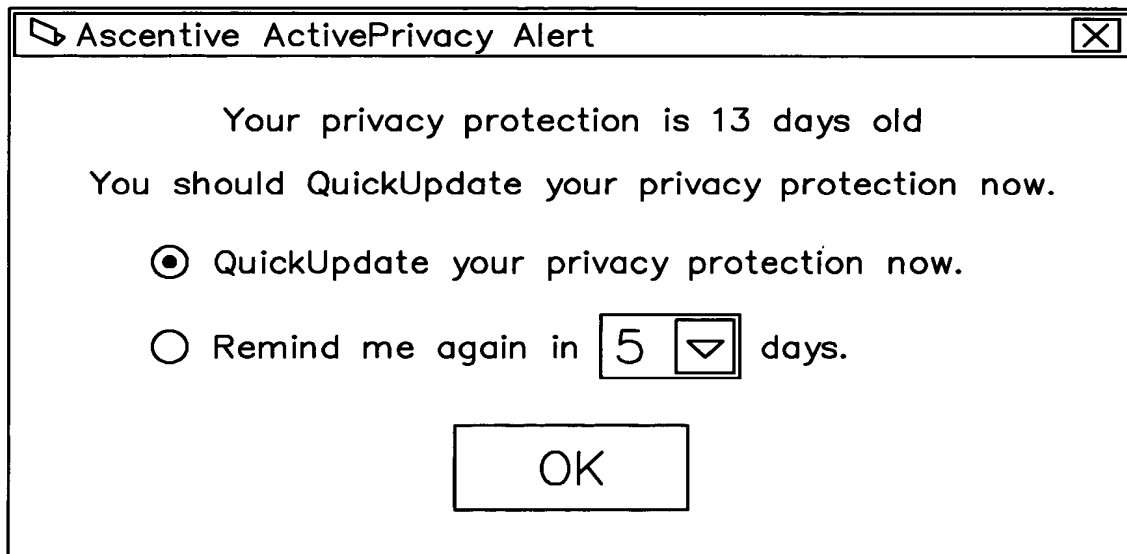 Ascentive ActivePrivacy Alert
Your privacy protection is 13 days old
You should QuickUpdate your privacy protection now.
QuickUpdate your privacy protection now.
Remind me again in 5 days.
OK